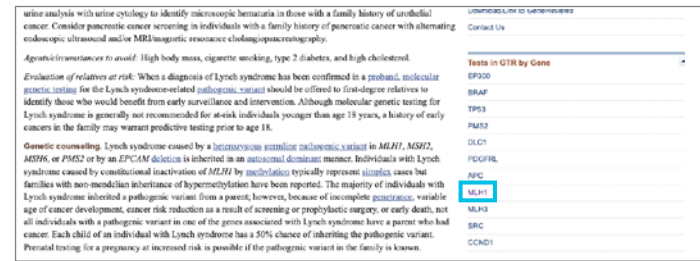 urine analysis with urine cytology to identify microscopic hematuria in those with a family history of urothelial
cancer. Consider pancreatic cancer screening in individuals with a family history of pancreatic cancer with alternating
endoscopic ultrasound and/or MRI/magnetic resonance cholangiopancreatography.
Agents/circumstances to avoid: High body mass, cigarette smoking, type 2 diabetes, and high cholesterol.
Evaluation of relatives at risk: When a diagnosis of Lynch syndrome has been confirmed in a proband, molecular
genetic testing for the Lynch syndrome-related pathogenic variant should be offered to first-degree relatives to
identify those who would benefit from early surveillance and intervention. Although molecular genetic testing for
Lynch syndrome is generally not recommended for at-risk individuals younger than age 18 years, a history of early
cancers in the family may warrant predictive testing prior to age 18.
Genetic counseling. Lynch syndrome caused by a heterozygous germline pathogenic variant in MLH1, MSH2,
MSH6, or PMS2 or by an EPCAM deletion is inherited in an autosomal dominant manner. Individuals with Lynch
syndrome caused by constitutional inactivation of MLH1 by methylation typically represent simplex cases but
families with non-mendelian inheritance of hypermethylation have been reported. The majority of individuals with
Lynch syndrome inherited a pathogenic variant from a parent; however, because of incomplete penetrance, variable
age of cancer development, cancer risk reduction as a result of screening or prophylactic surgery, or early death, not
all individuals with a pathogenic variant in one of the genes associated with Lynch syndrome have a parent who had
cancer. Each child of an individual with Lynch syndrome has a 50% chance of inheriting the pathogenic variant.
Prenatal testing for a pregnancy at increased risk is possible if the pathogenic variant in the family is known.
Download/Link to GeneReviews
Contact Us
Tests in GTR by Gene
EP300
BRAF
TP53
PMS2
DLC1
PDGFRL
APC
MLH1
MLH3
SRC
CCND1